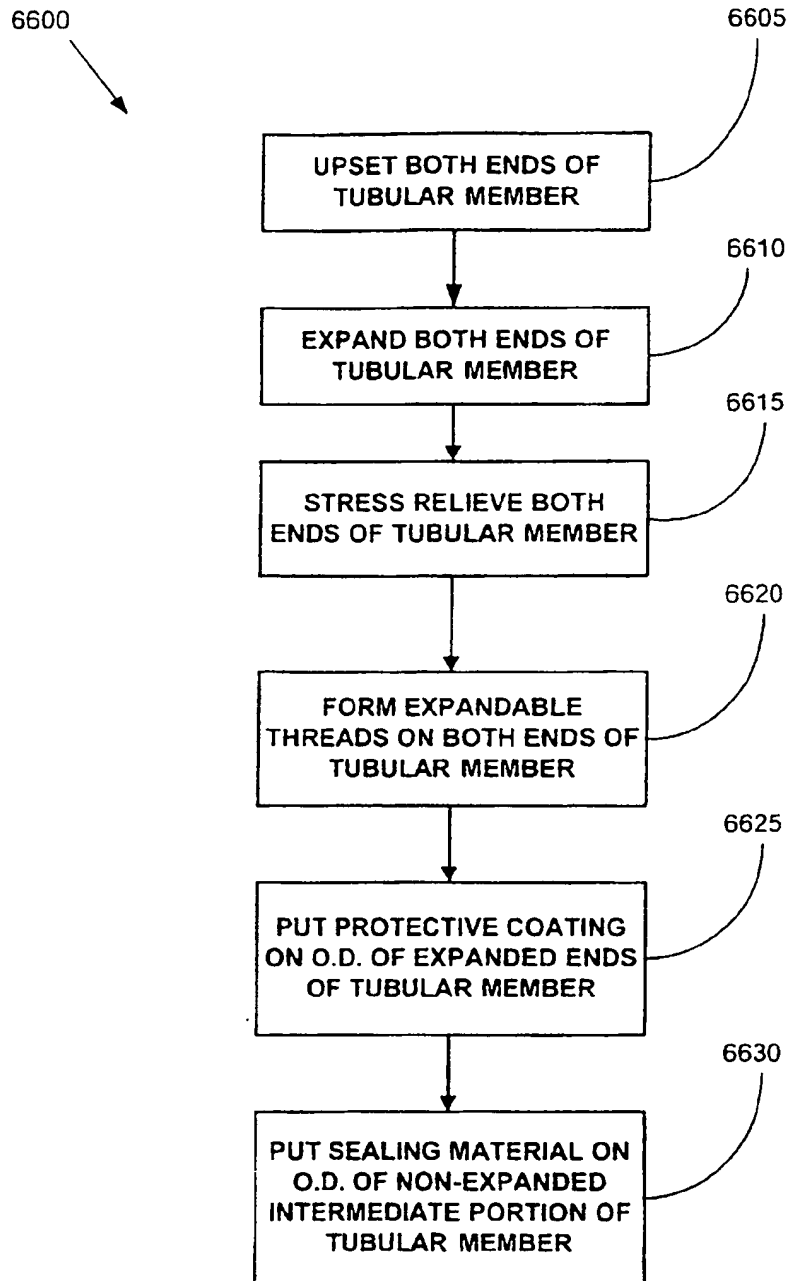 6600
6605
UPSET BOTH ENDS OF
TUBULAR MEMBER
6610
EXPAND BOTH ENDS OF
TUBULAR MEMBER
6615
STRESS RELIEVE BOTH
ENDS OF TUBULAR MEMBER
6620
FORM EXPANDABLE
THREADS ON BOTH ENDS OF
TUBULAR MEMBER
6625
PUT PROTECTIVE COATING
ON O.D. OF EXPANDED ENDS
OF TUBULAR MEMBER
6630
PUT SEALING MATERIAL ON
O.D. OF NON-EXPANDED
INTERMEDIATE PORTION OF
TUBULAR MEMBER